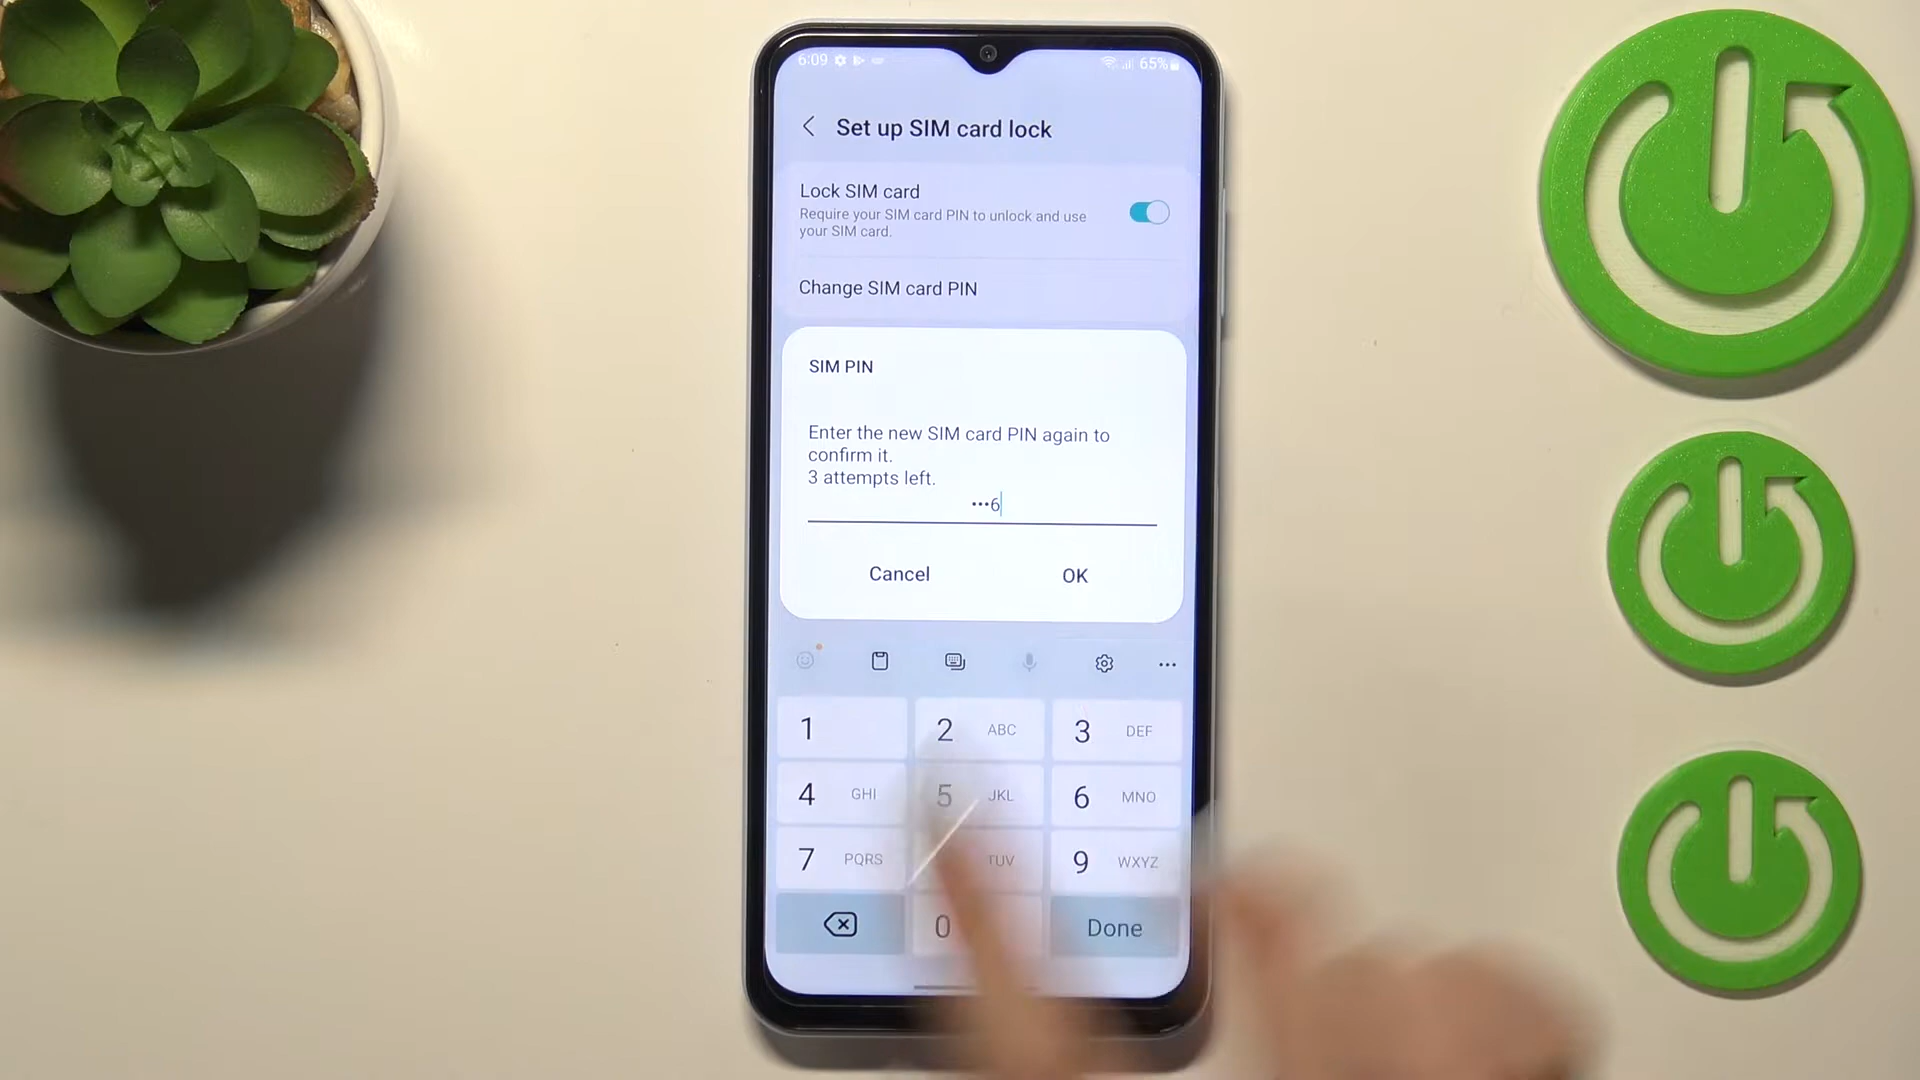 6:09 65%
Set up SIM card lock
Lock SIM card
Require your SIM card PIN to unlock and use
your SIM card.
Change SIM card PIN
SIM PIN
Enter the new SIM card PIN again to
confirm it.
3 attempts left.
•••6
Cancel OK
1 2 ABC 3 DEF
4 GHI 5 JKL 6 MNO
7 PQRS TUV 9 WXYZ
0 Done